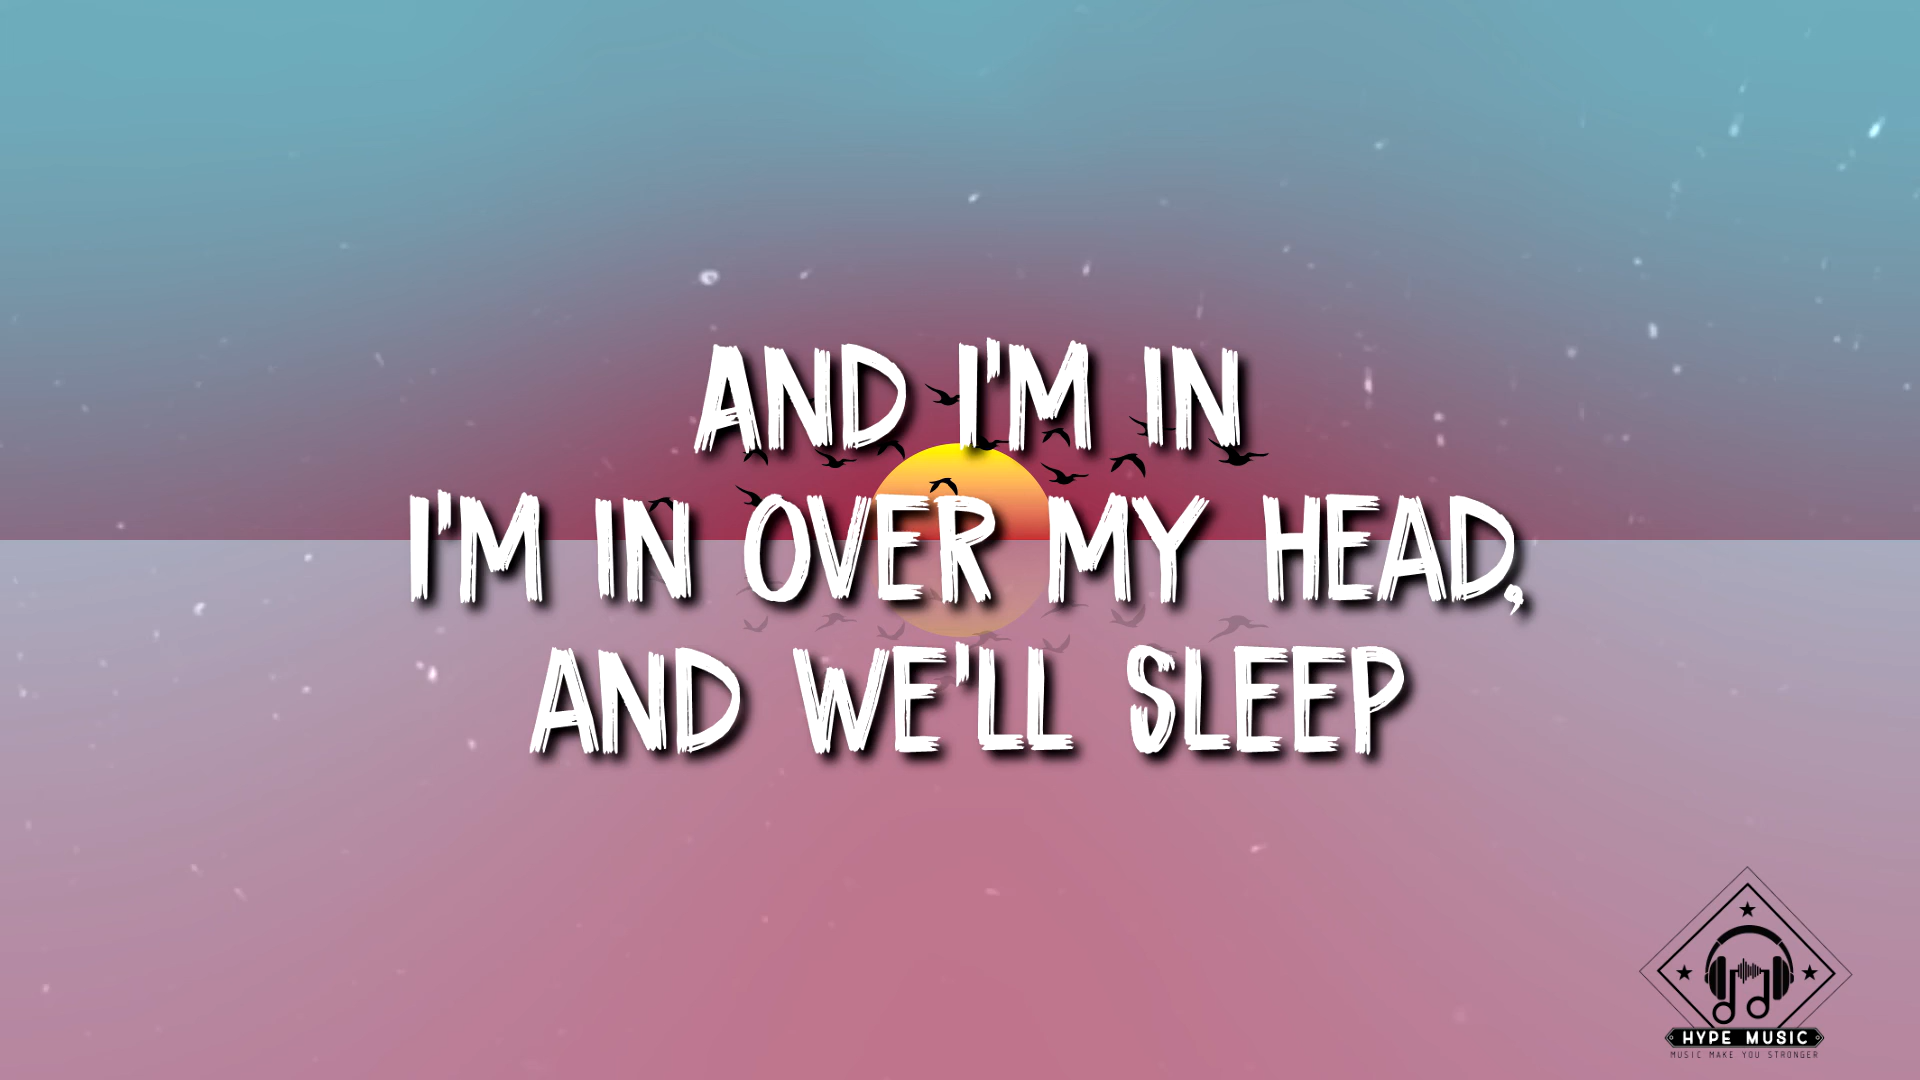 AND I'M IN
I'M IN OVER MY HEAD,
AND WE'LL SLEEP
HYPE MUSIC
MUSIC MAKE YOU STRONGER